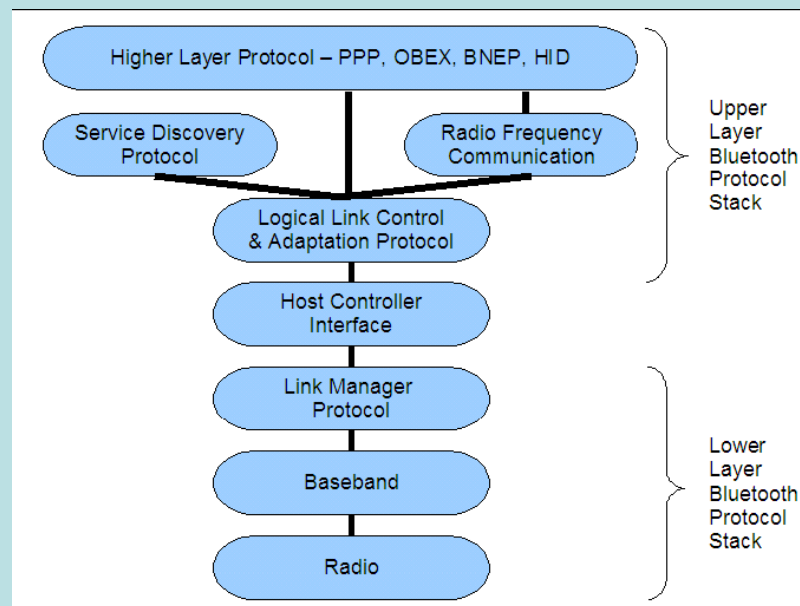 Higher Layer Protocol – PPP, OBEX, BNEP, HID
Service Discovery
Protocol
Radio Frequency
Communication
Logical Link Control
& Adaptation Protocol
Host Controller
Interface
Link Manager
Protocol
Baseband
Radio
Upper
Layer
Bluetooth
Protocol
Stack
Lower
Layer
Bluetooth
Protocol
Stack